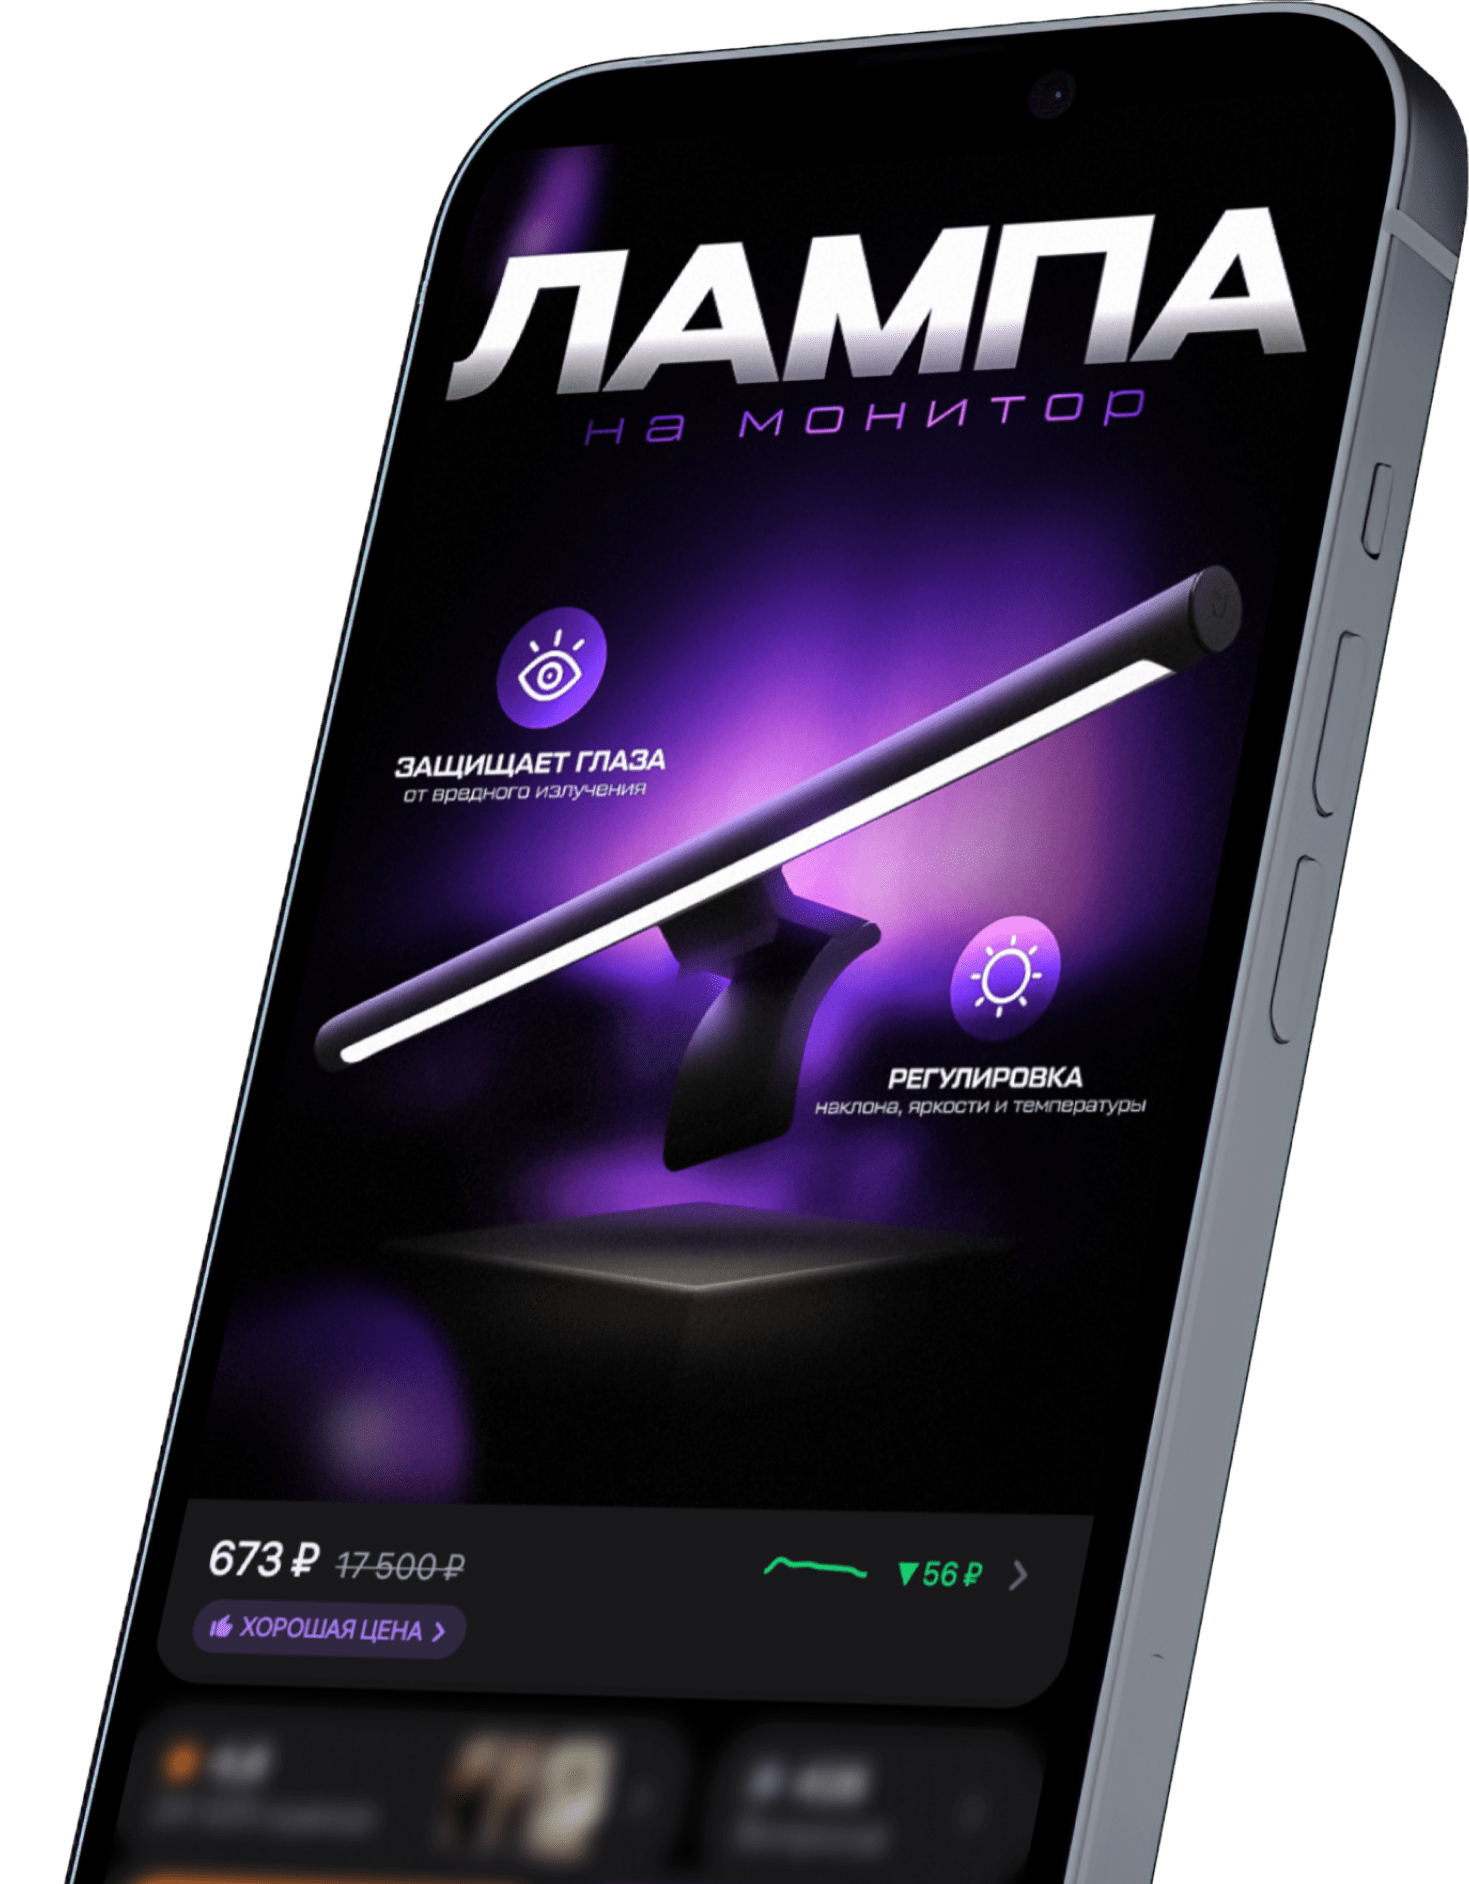 ЛАМПА
на монитор
ЗАЩИЩАЕТ ГЛАЗА
от вредного излучения
РЕГУЛИРОВКА
наклона, яркости и температуры
673 ₽ 17 500 ₽ ▼56 ₽
ХОРОШАЯ ЦЕНА